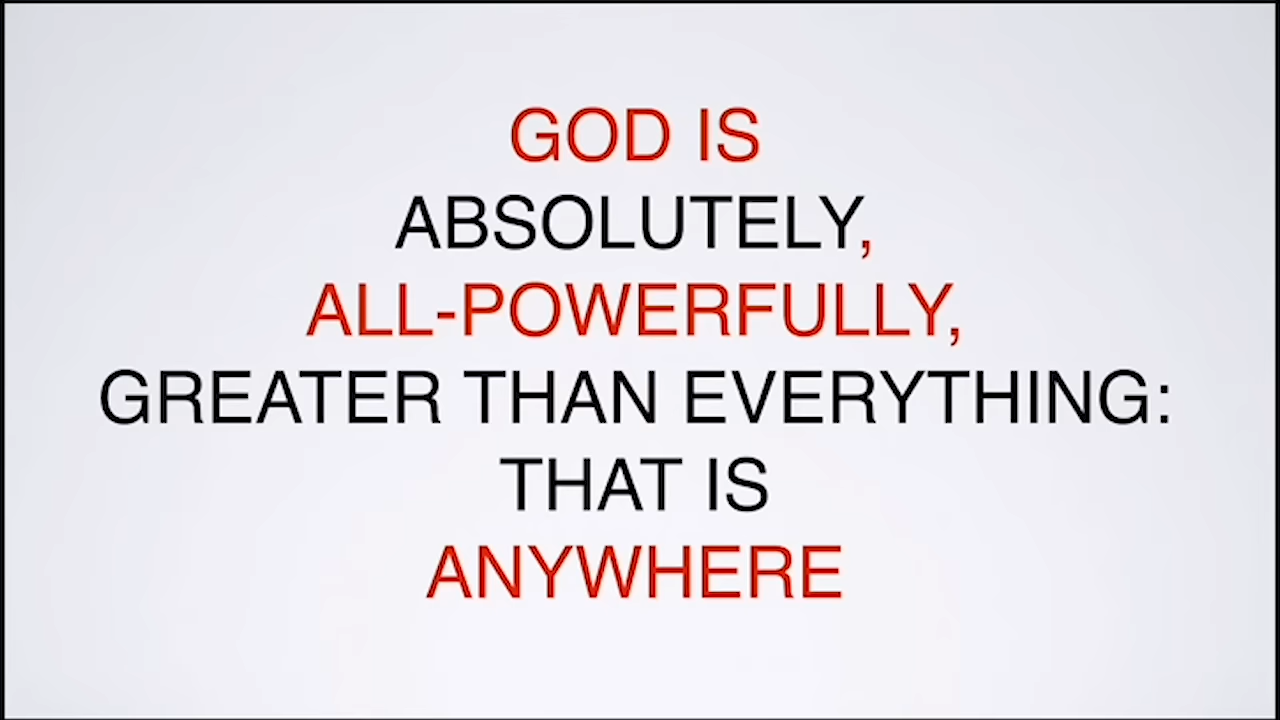 GOD IS
ABSOLUTELY,
ALL-POWERFULLY,
GREATER THAN EVERYTHING:
THAT IS
ANYWHERE